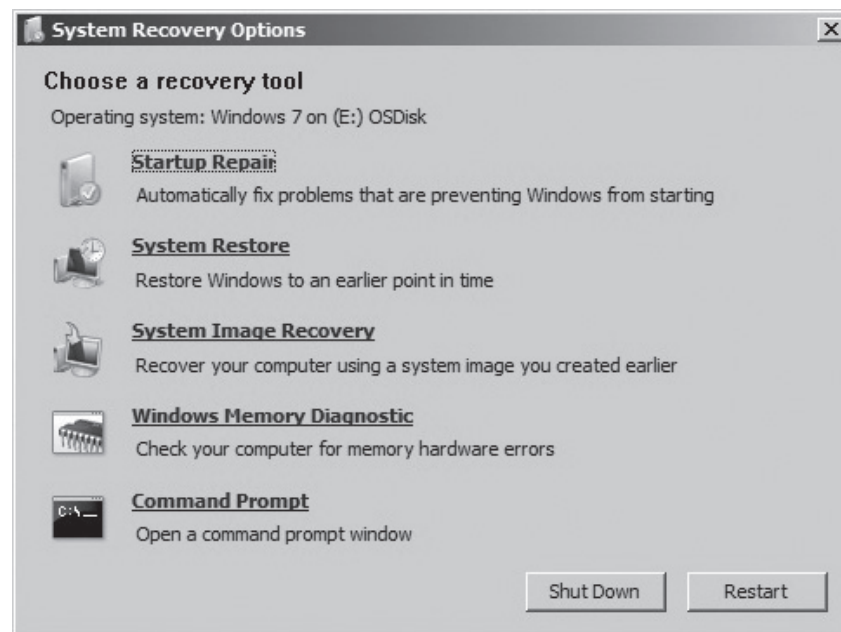 System Recovery Options
Choose a recovery tool
Operating system: Windows 7 on (E:) OSDisk
Startup Repair
Automatically fix problems that are preventing Windows from starting
System Restore
Restore Windows to an earlier point in time
System Image Recovery
Recover your computer using a system image you created earlier
Windows Memory Diagnostic
Check your computer for memory hardware errors
C:\_
Command Prompt
Open a command prompt window
Shut Down
Restart